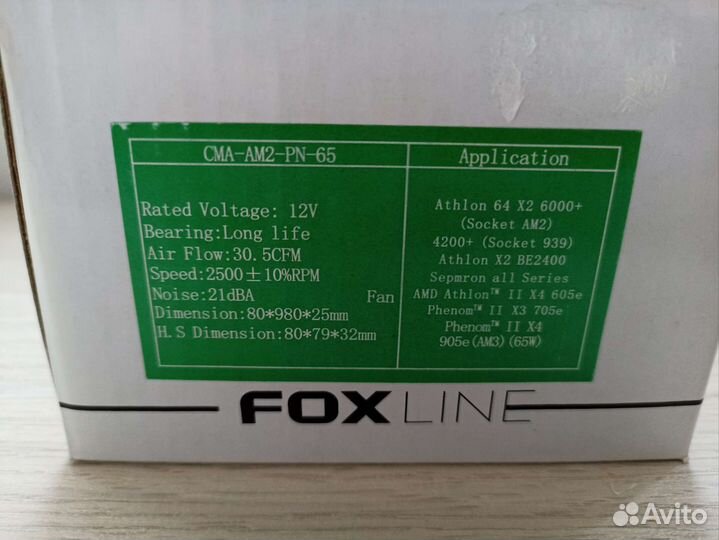 CMA-AM2-PN-65
Rated Voltage: 12V
Bearing:Long life
Air Flow:30.5CFM
Speed:2500±10%RPM
Noise:21dBA Fan
Dimension:80*980*25mm
H.S Dimension:80*79*32mm
Application
Athlon 64 X2 6000+
(Socket AM2)
4200+ (Socket 939)
Athlon X2 BE2400
Sepmron all Series
AMD Athlon™ II X4 605e
Phenom™ II X3 705e
Phenom™ II X4
905e(AM3)(65W)
FOXLINE
Avito